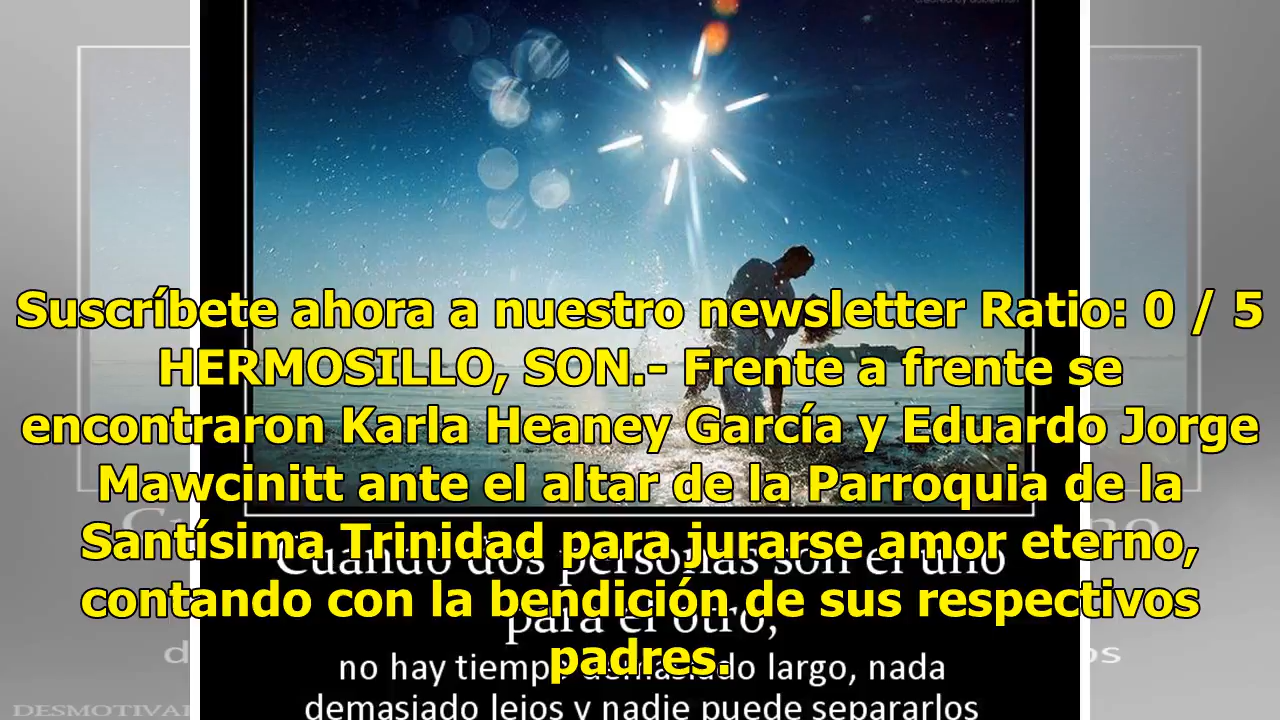 Suscríbete ahora a nuestro newsletter Ratio: 0 / 5
HERMOSILLO, SON.- Frente a frente se
encontraron Karla Heaney García y Eduardo Jorge
Mawcinitt ante el altar de la Parroquia de la
Santísima Trinidad para jurarse amor eterno,
contando con la bendición de sus respectivos
padres.
Cuando dos personas son el uno
para el otro,
no hay tiempo demasiado largo, nada
demasiado lejos y nadie puede separarlos
DESMOTIVA